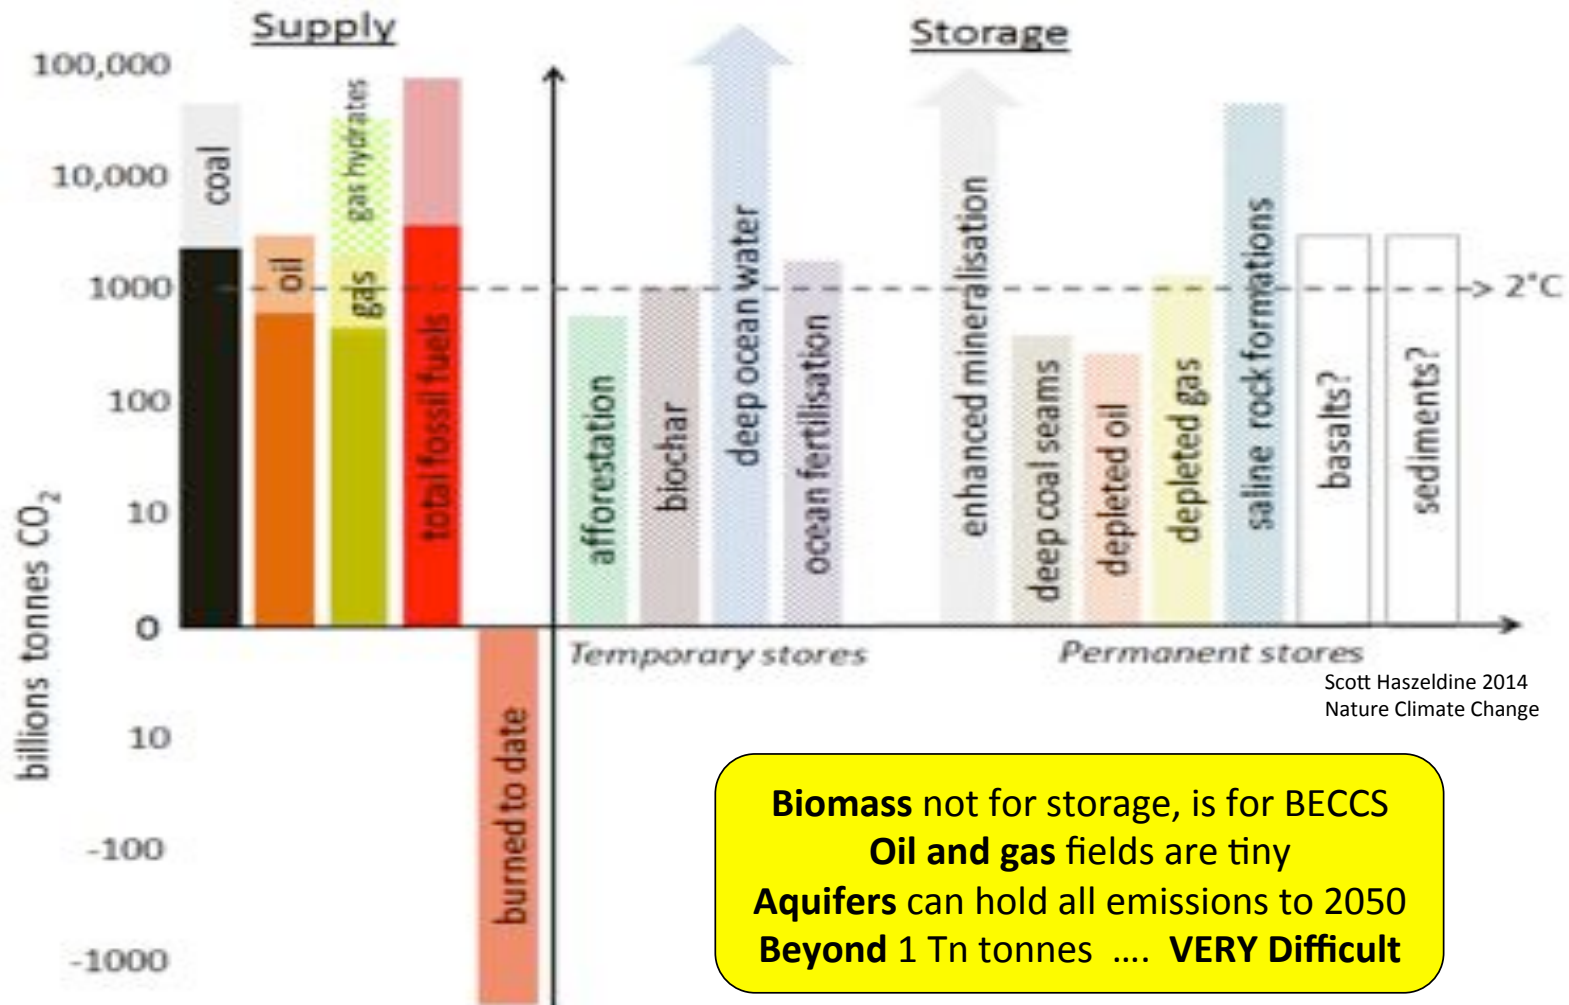 Supply
Storage
100,000
10,000
1000
100
10
0
10
-100
-1000
billions tonnes CO₂
coal
oil
gas hydrates
gas
total fossil fuels
burned to date
afforestation
biochar
deep ocean water
ocean fertilisation
enhanced mineralisation
deep coal seams
depleted oil
depleted gas
saline rock formations
basalts?
sediments?
> 2°C
Temporary stores
Permanent stores
Scott Haszeldine 2014
Nature Climate Change
Biomass not for storage, is for BECCS
Oil and gas fields are tiny
Aquifers can hold all emissions to 2050
Beyond 1 Tn tonnes .... VERY Difficult